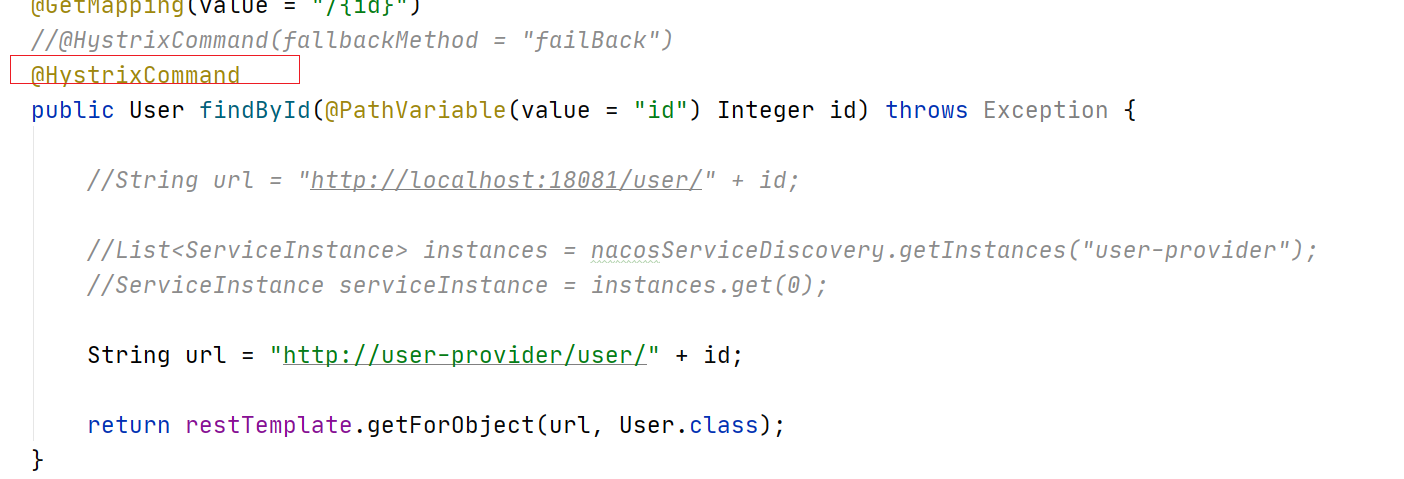 @GetMapping(value = "/{id}")
//@HystrixCommand(fallbackMethod = "failBack")
@HystrixCommand
public User findById(@PathVariable(value = "id") Integer id) throws Exception {
//String url = "http://localhost:18081/user/" + id;
//List<ServiceInstance> instances = nacosServiceDiscovery.getInstances("user-provider");
//ServiceInstance serviceInstance = instances.get(0);
String url = "http://user-provider/user/" + id;
return restTemplate.getForObject(url, User.class);
}